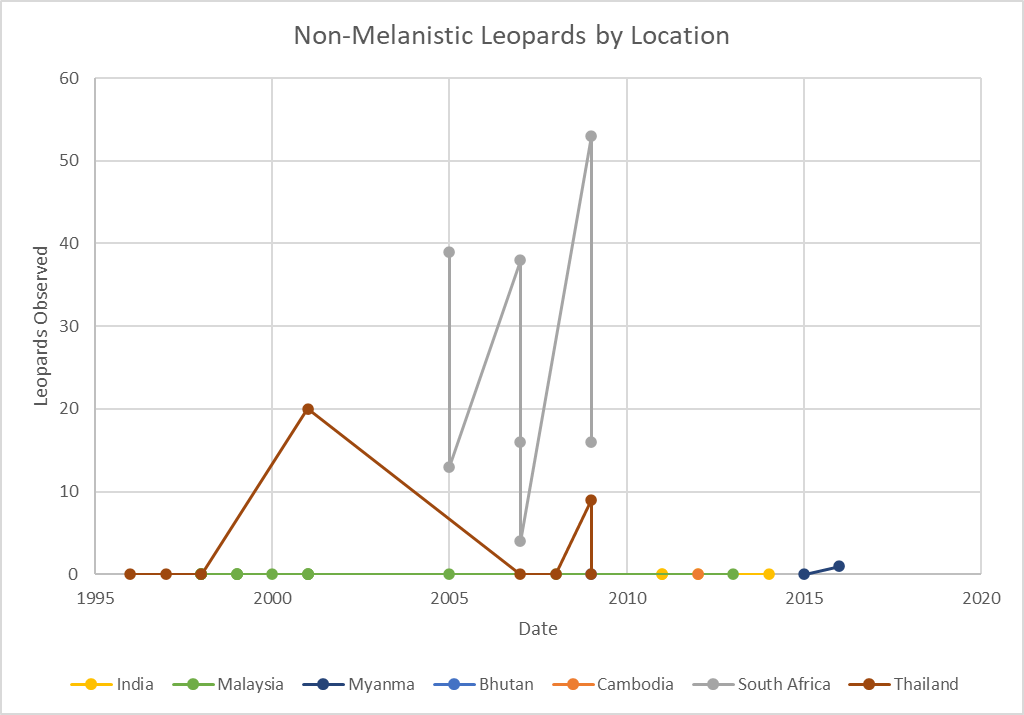 Non-Melanistic Leopards by Location
60
50
40
30
20
10
0
Leopards Observed
1995 2000 2005 2010 2015 2020
Date
India Malaysia Myanma Bhutan Cambodia South Africa Thailand